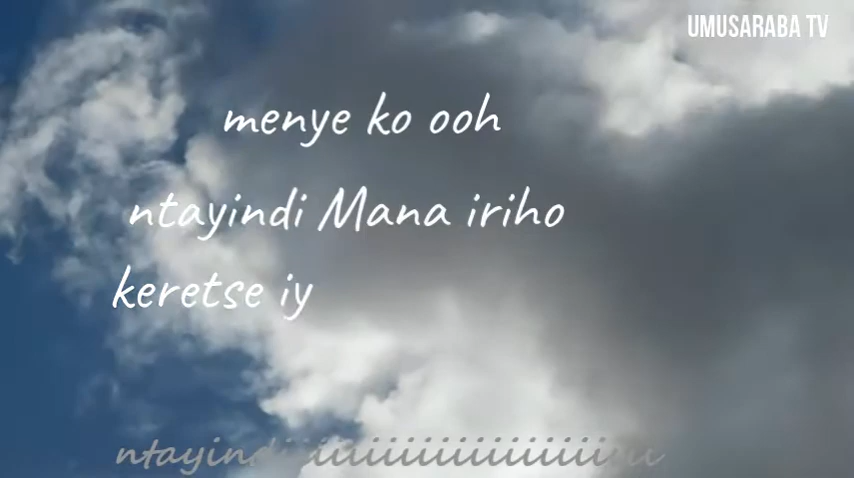 UMUSARABA TV
menye ko ooh
ntayindi Mana iriho
keretse iy